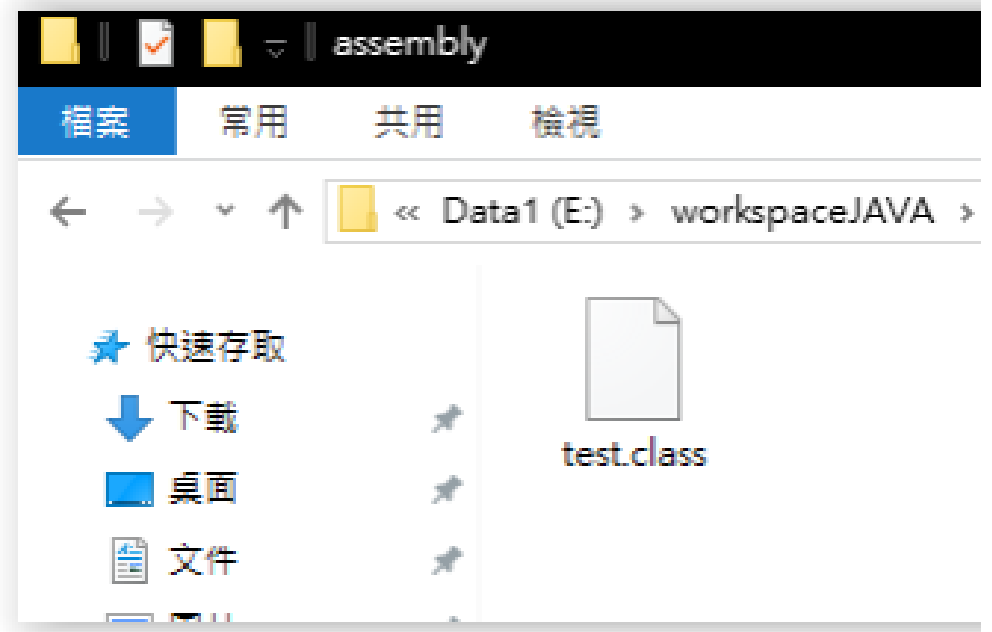 assembly
檔案 常用 共用 檢視
« Data1 (E:) › workspaceJAVA ›
快速存取
下載
test.class
桌面
文件